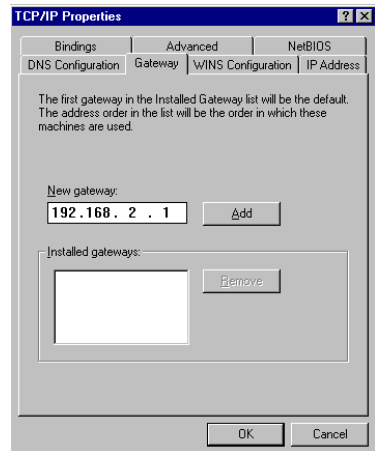 TCP/IP Properties
Bindings Advanced NetBIOS
DNS Configuration Gateway WINS Configuration IP Address
The first gateway in the Installed Gateway list will be the default.
The address order in the list will be the order in which these
machines are used.
New gateway:
192.168. 2 . 1 Add
Installed gateways:
Remove
OK Cancel